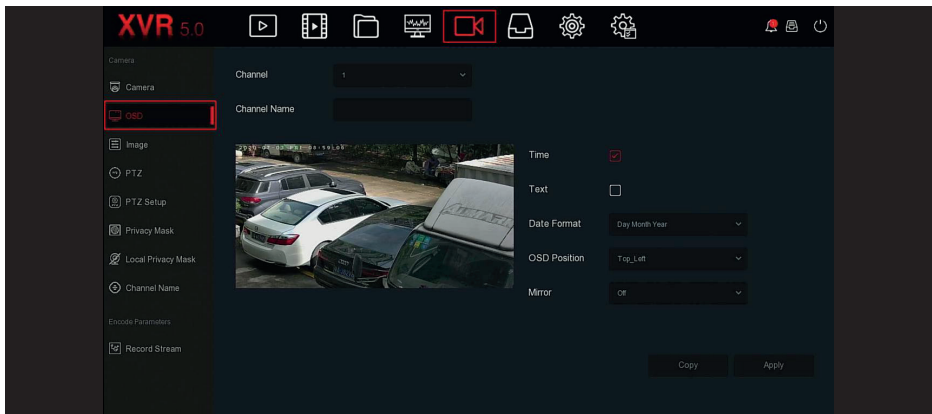 XVR 5.0
Camera
Camera
OSD
Image
PTZ
PTZ Setup
Privacy Mask
Local Privacy Mask
Channel Name
Encode Parameters
Record Stream
Channel
1
Channel Name
Time
Text
Date Format
Day Month Year
OSD Position
Top_Left
Mirror
Off
Copy
Apply